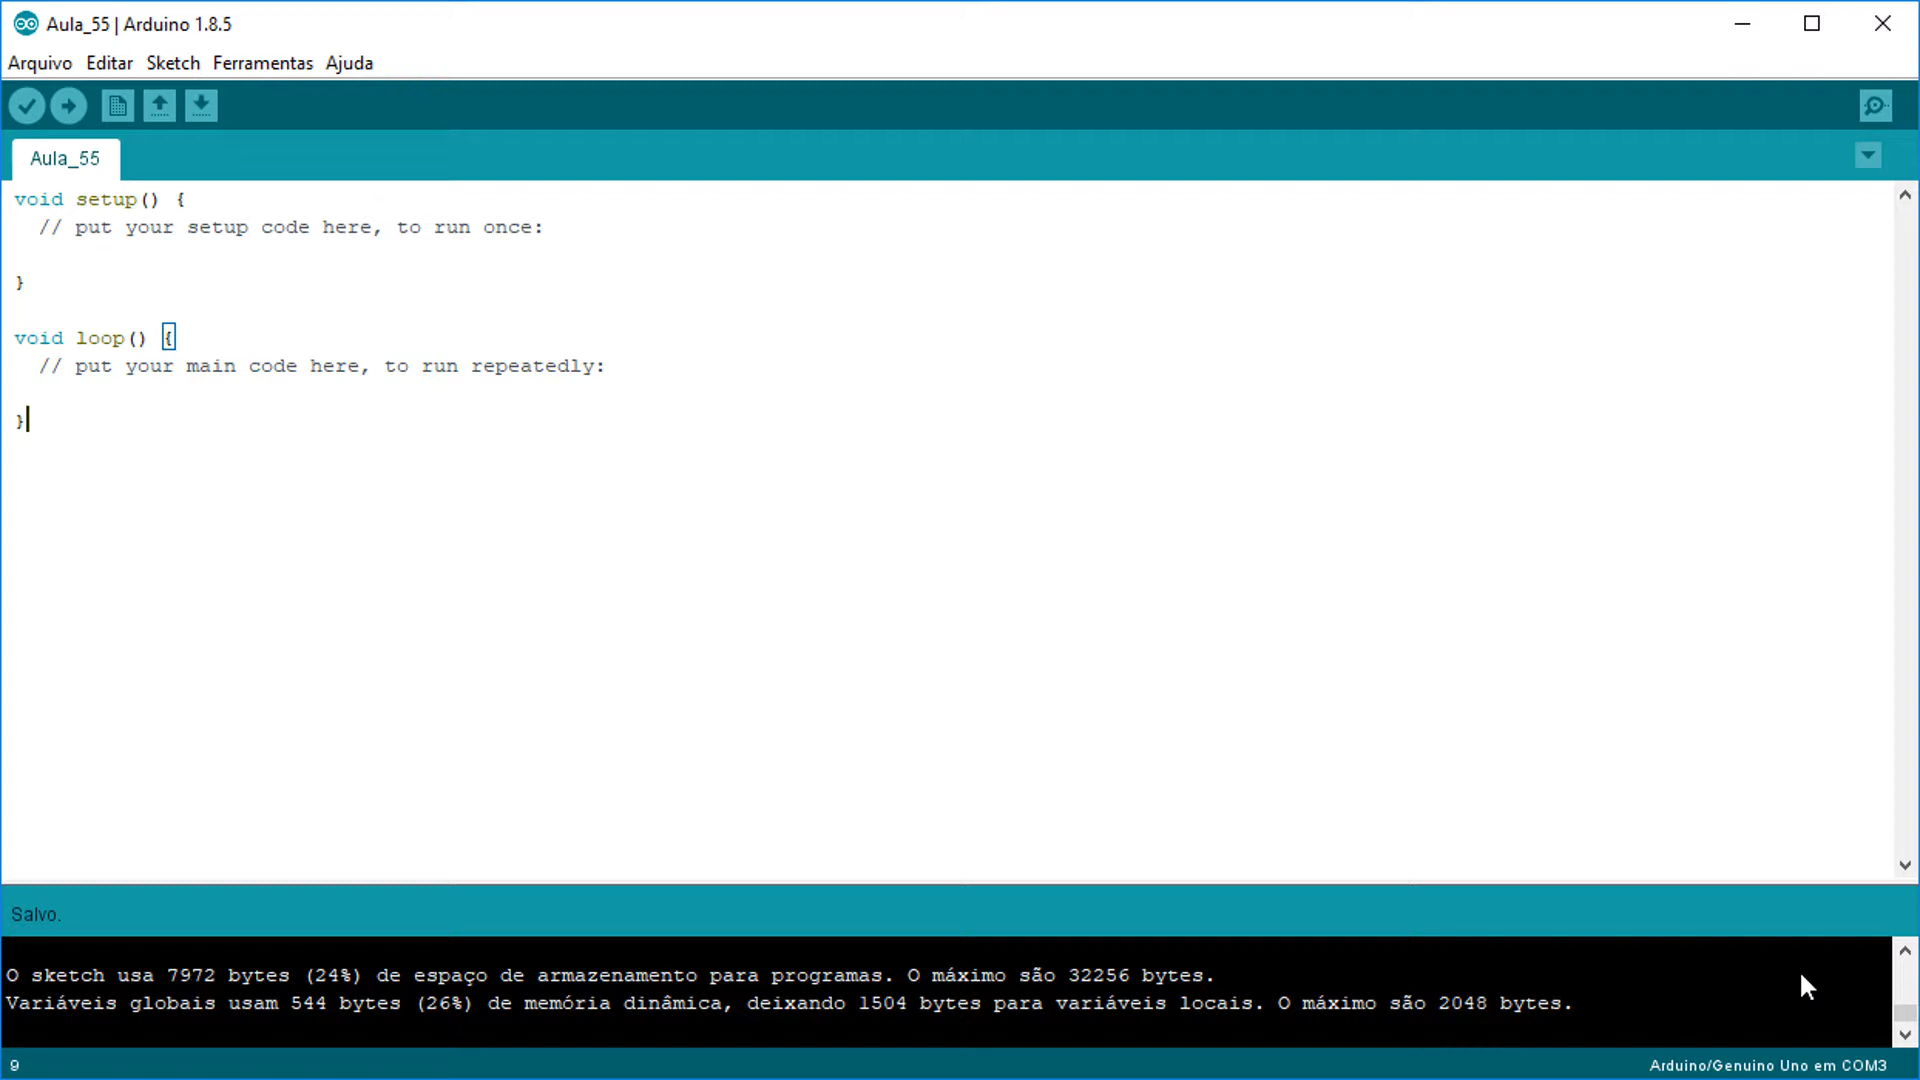 Aula_55 | Arduino 1.8.5
Arquivo Editar Sketch Ferramentas Ajuda
Aula_55
void setup() {
  // put your setup code here, to run once:
}
void loop() {
  // put your main code here, to run repeatedly:
}
Salvo.
O sketch usa 7972 bytes (24%) de espaço de armazenamento para programas. O máximo são 32256 bytes.
Variáveis globais usam 544 bytes (26%) de memória dinâmica, deixando 1504 bytes para variáveis locais. O máximo são 2048 bytes.
9 Arduino/Genuino Uno em COM3